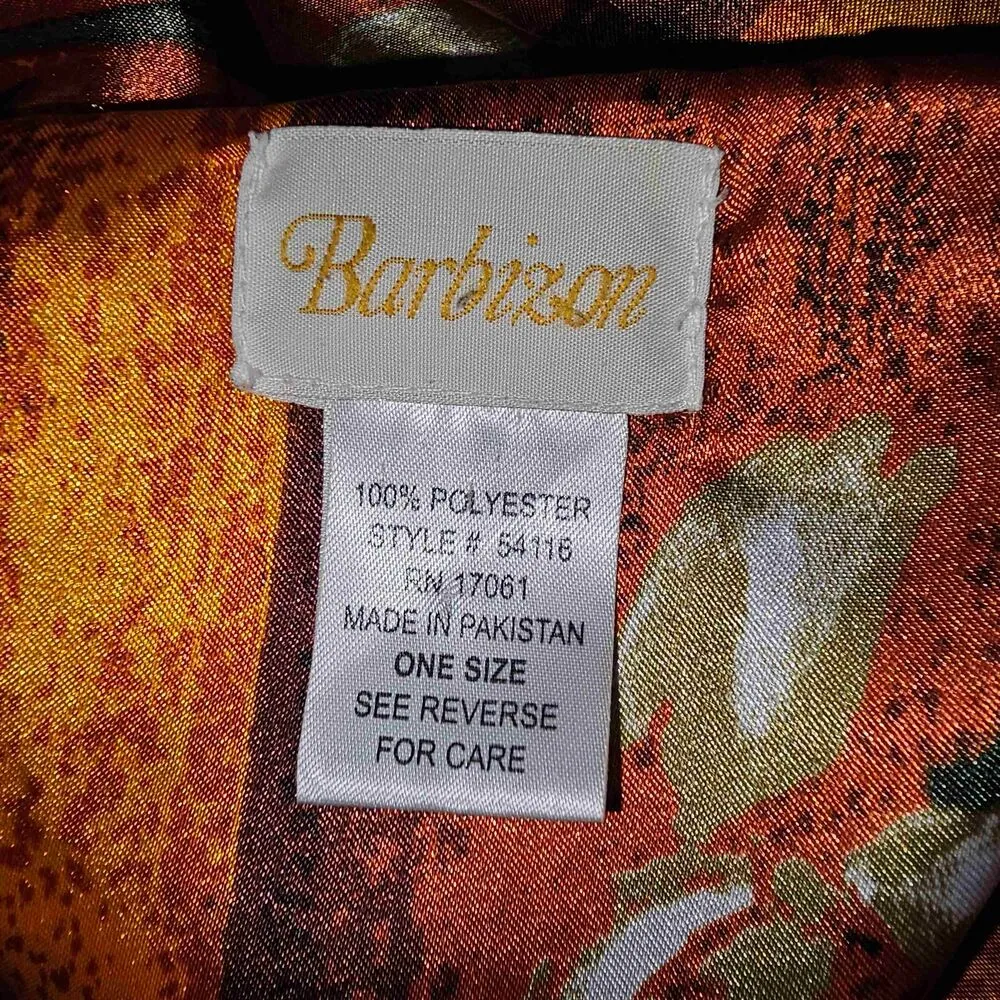 Barbizon
100% POLYESTER
STYLE # 54116
RN 17061
MADE IN PAKISTAN
ONE SIZE
SEE REVERSE
FOR CARE